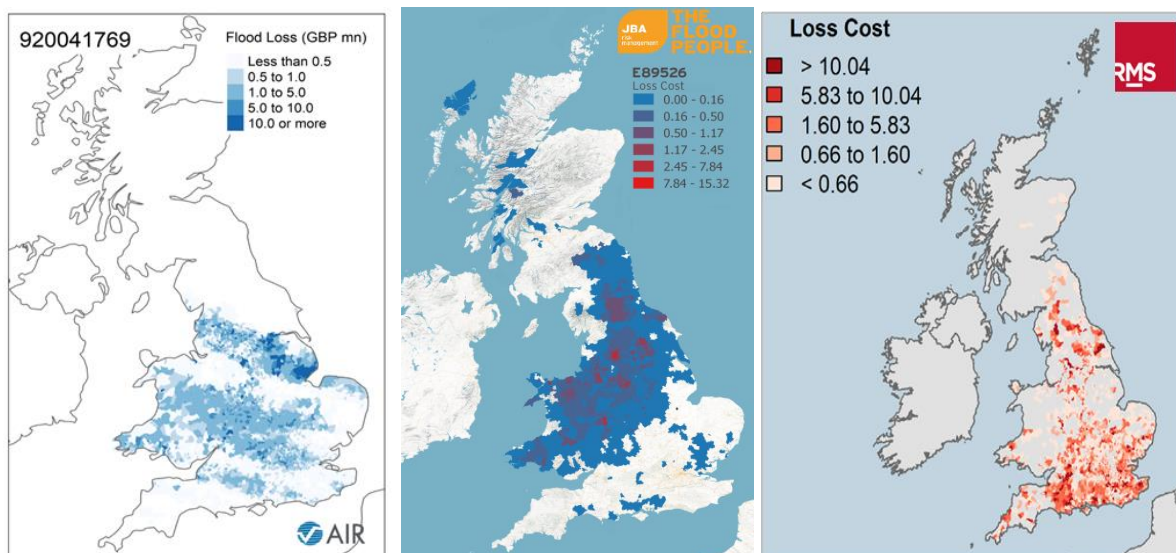 920041769
Flood Loss (GBP mn)
Less than 0.5
0.5 to 1.0
1.0 to 5.0
5.0 to 10.0
10.0 or more
AIR
JBA
risk
management
THE
FLOOD
PEOPLE.
E89526
Loss Cost
0.00 - 0.16
0.16 - 0.50
0.50 - 1.17
1.17 - 2.45
2.45 - 7.84
7.84 - 15.32
Loss Cost
> 10.04
5.83 to 10.04
1.60 to 5.83
0.66 to 1.60
< 0.66
RMS